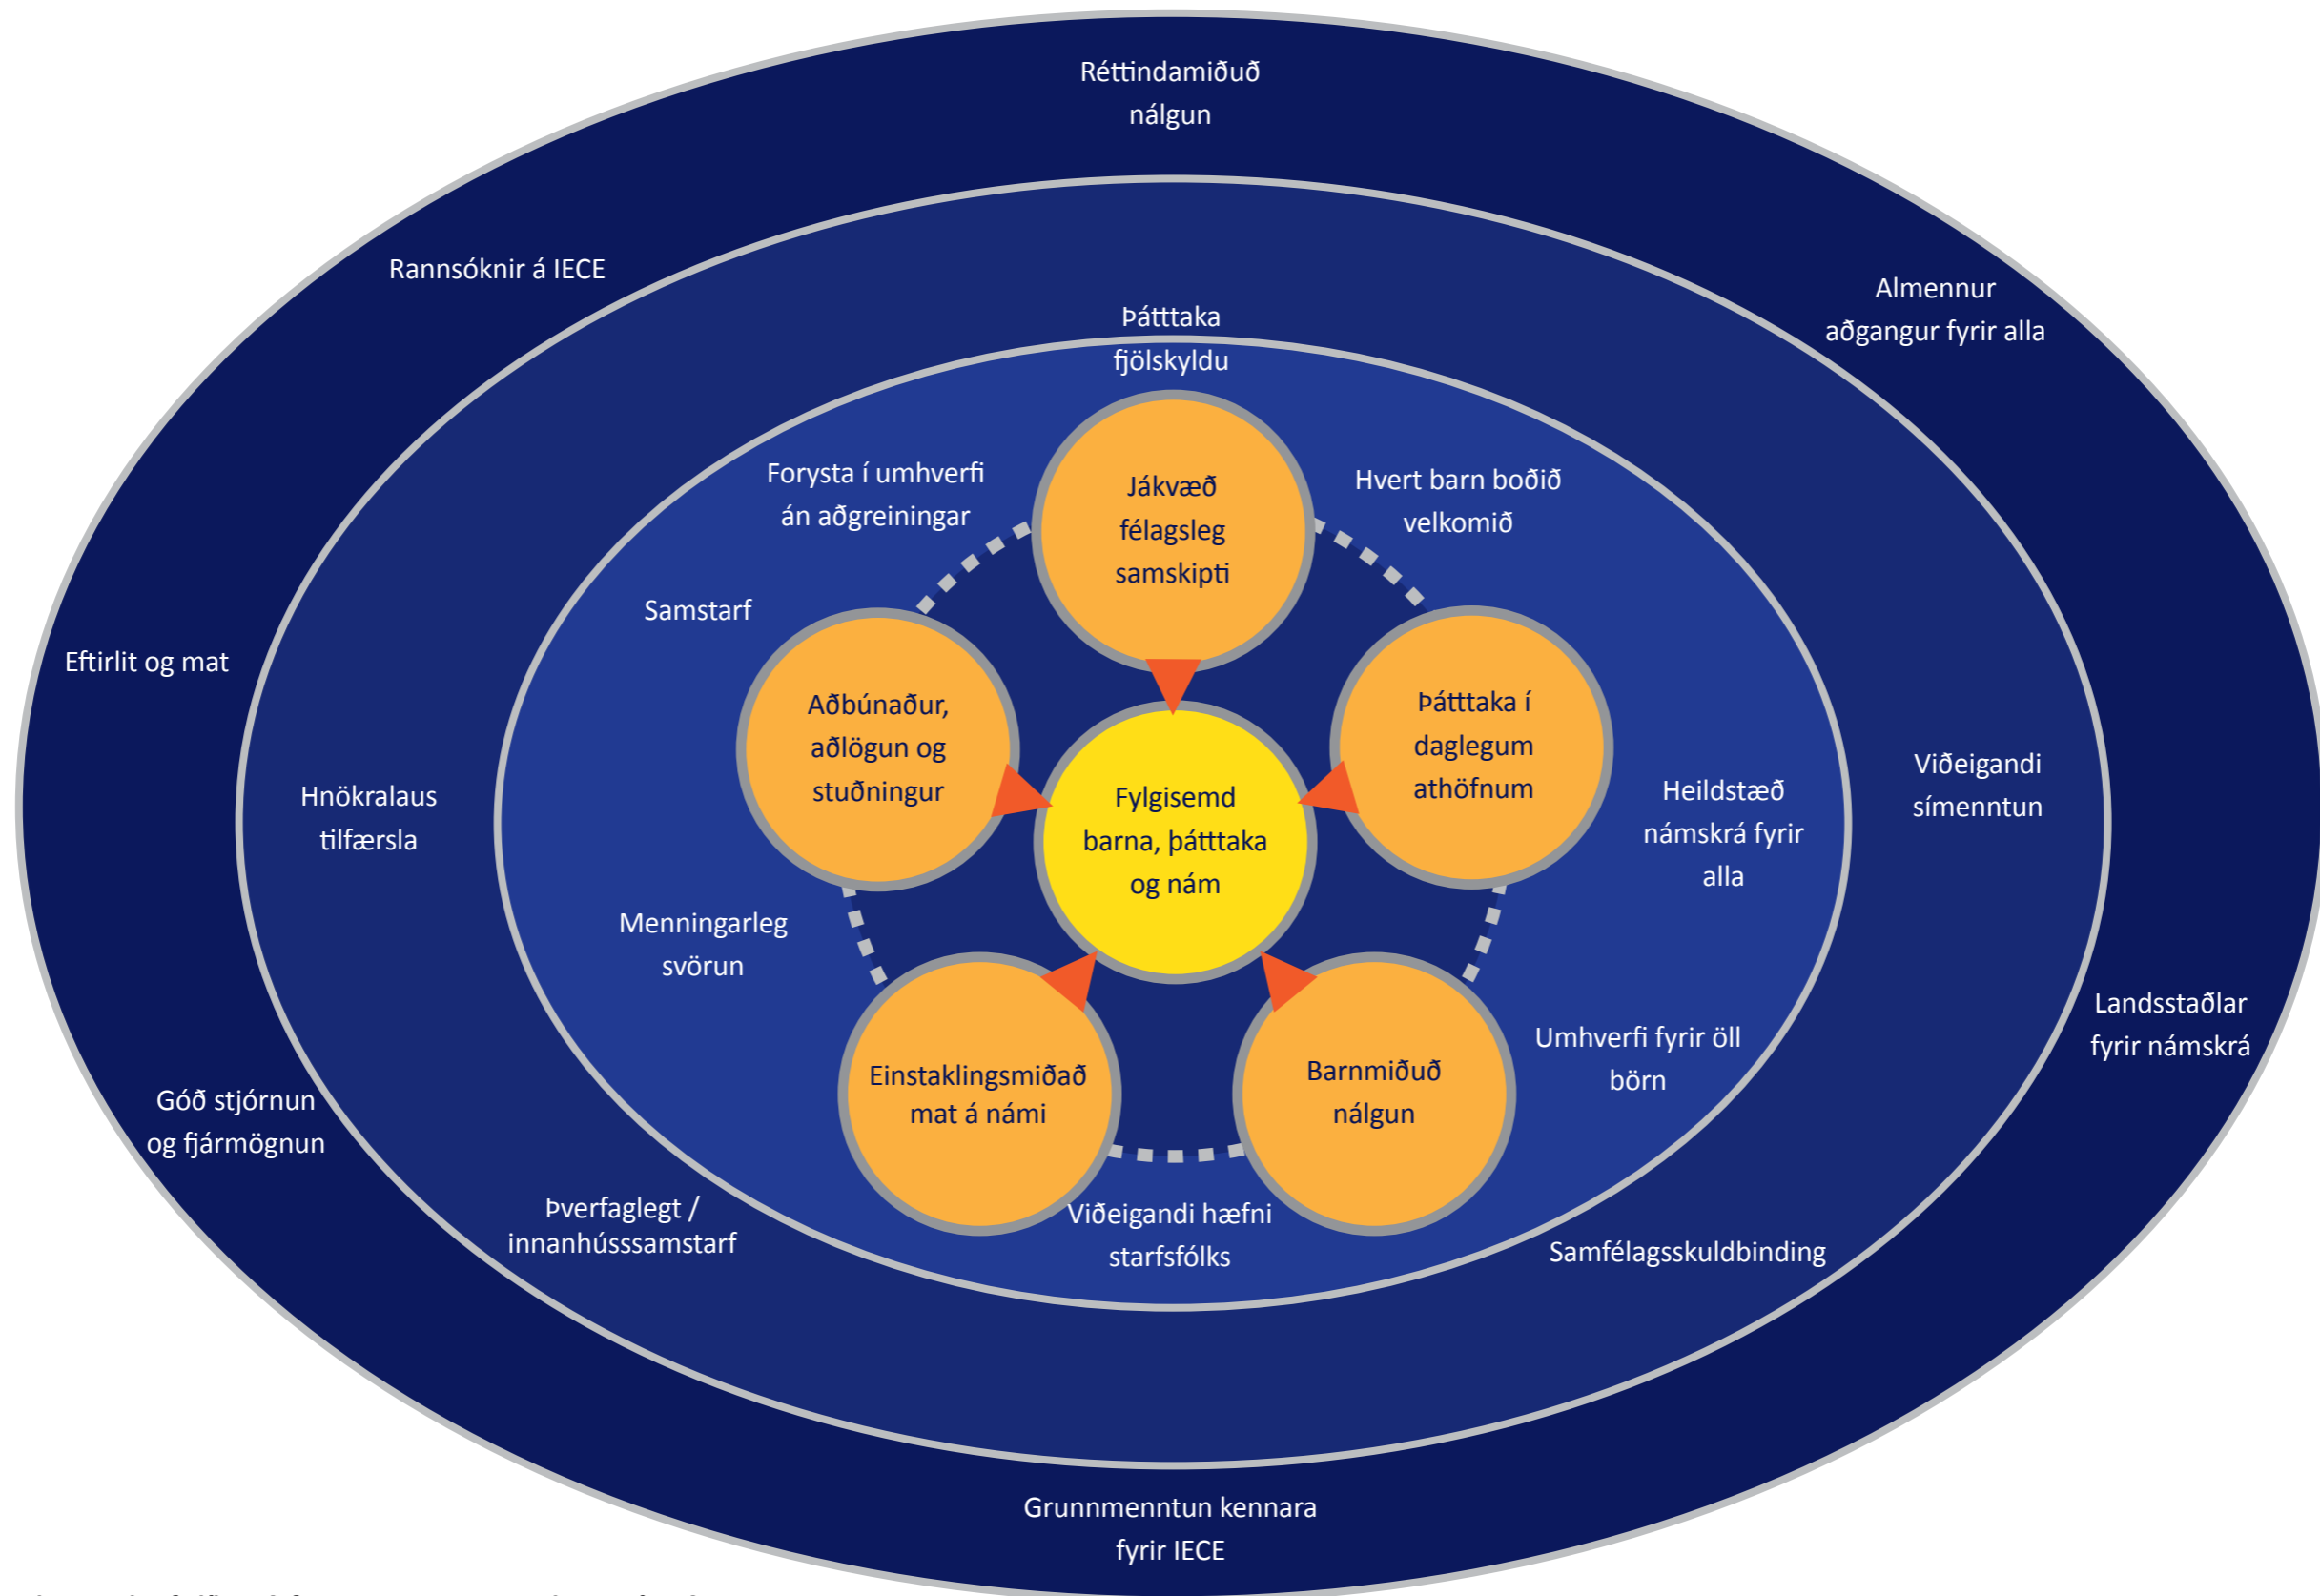 Réttindamiðuð
nálgun
Rannsóknir á IECE
Almennur
aðgangur fyrir alla
Þátttaka
fjölskyldu
Forysta í umhverfi
án aðgreiningar
Jákvæð
félagsleg
samskipti
Hvert barn boðið
velkomið
Samstarf
Eftirlit og mat
Aðbúnaður,
aðlögun og
stuðningur
Þátttaka í
daglegum
athöfnum
Hnökralaus
tilfærsla
Fylgisemd
barna, þátttaka
og nám
Heildstæð
námskrá fyrir
alla
Viðeigandi
símenntun
Menningarleg
svörun
Landsstaðlar
fyrir námskrá
Umhverfi fyrir öll
börn
Einstaklingsmiðað
mat á námi
Barnmiðuð
nálgun
Góð stjórnun
og fjármögnun
Þverfaglegt /
innanhússsamstarf
Viðeigandi hæfni
starfsfólks
Samfélagsskuldbinding
Grunnmenntun kennara
fyrir IECE